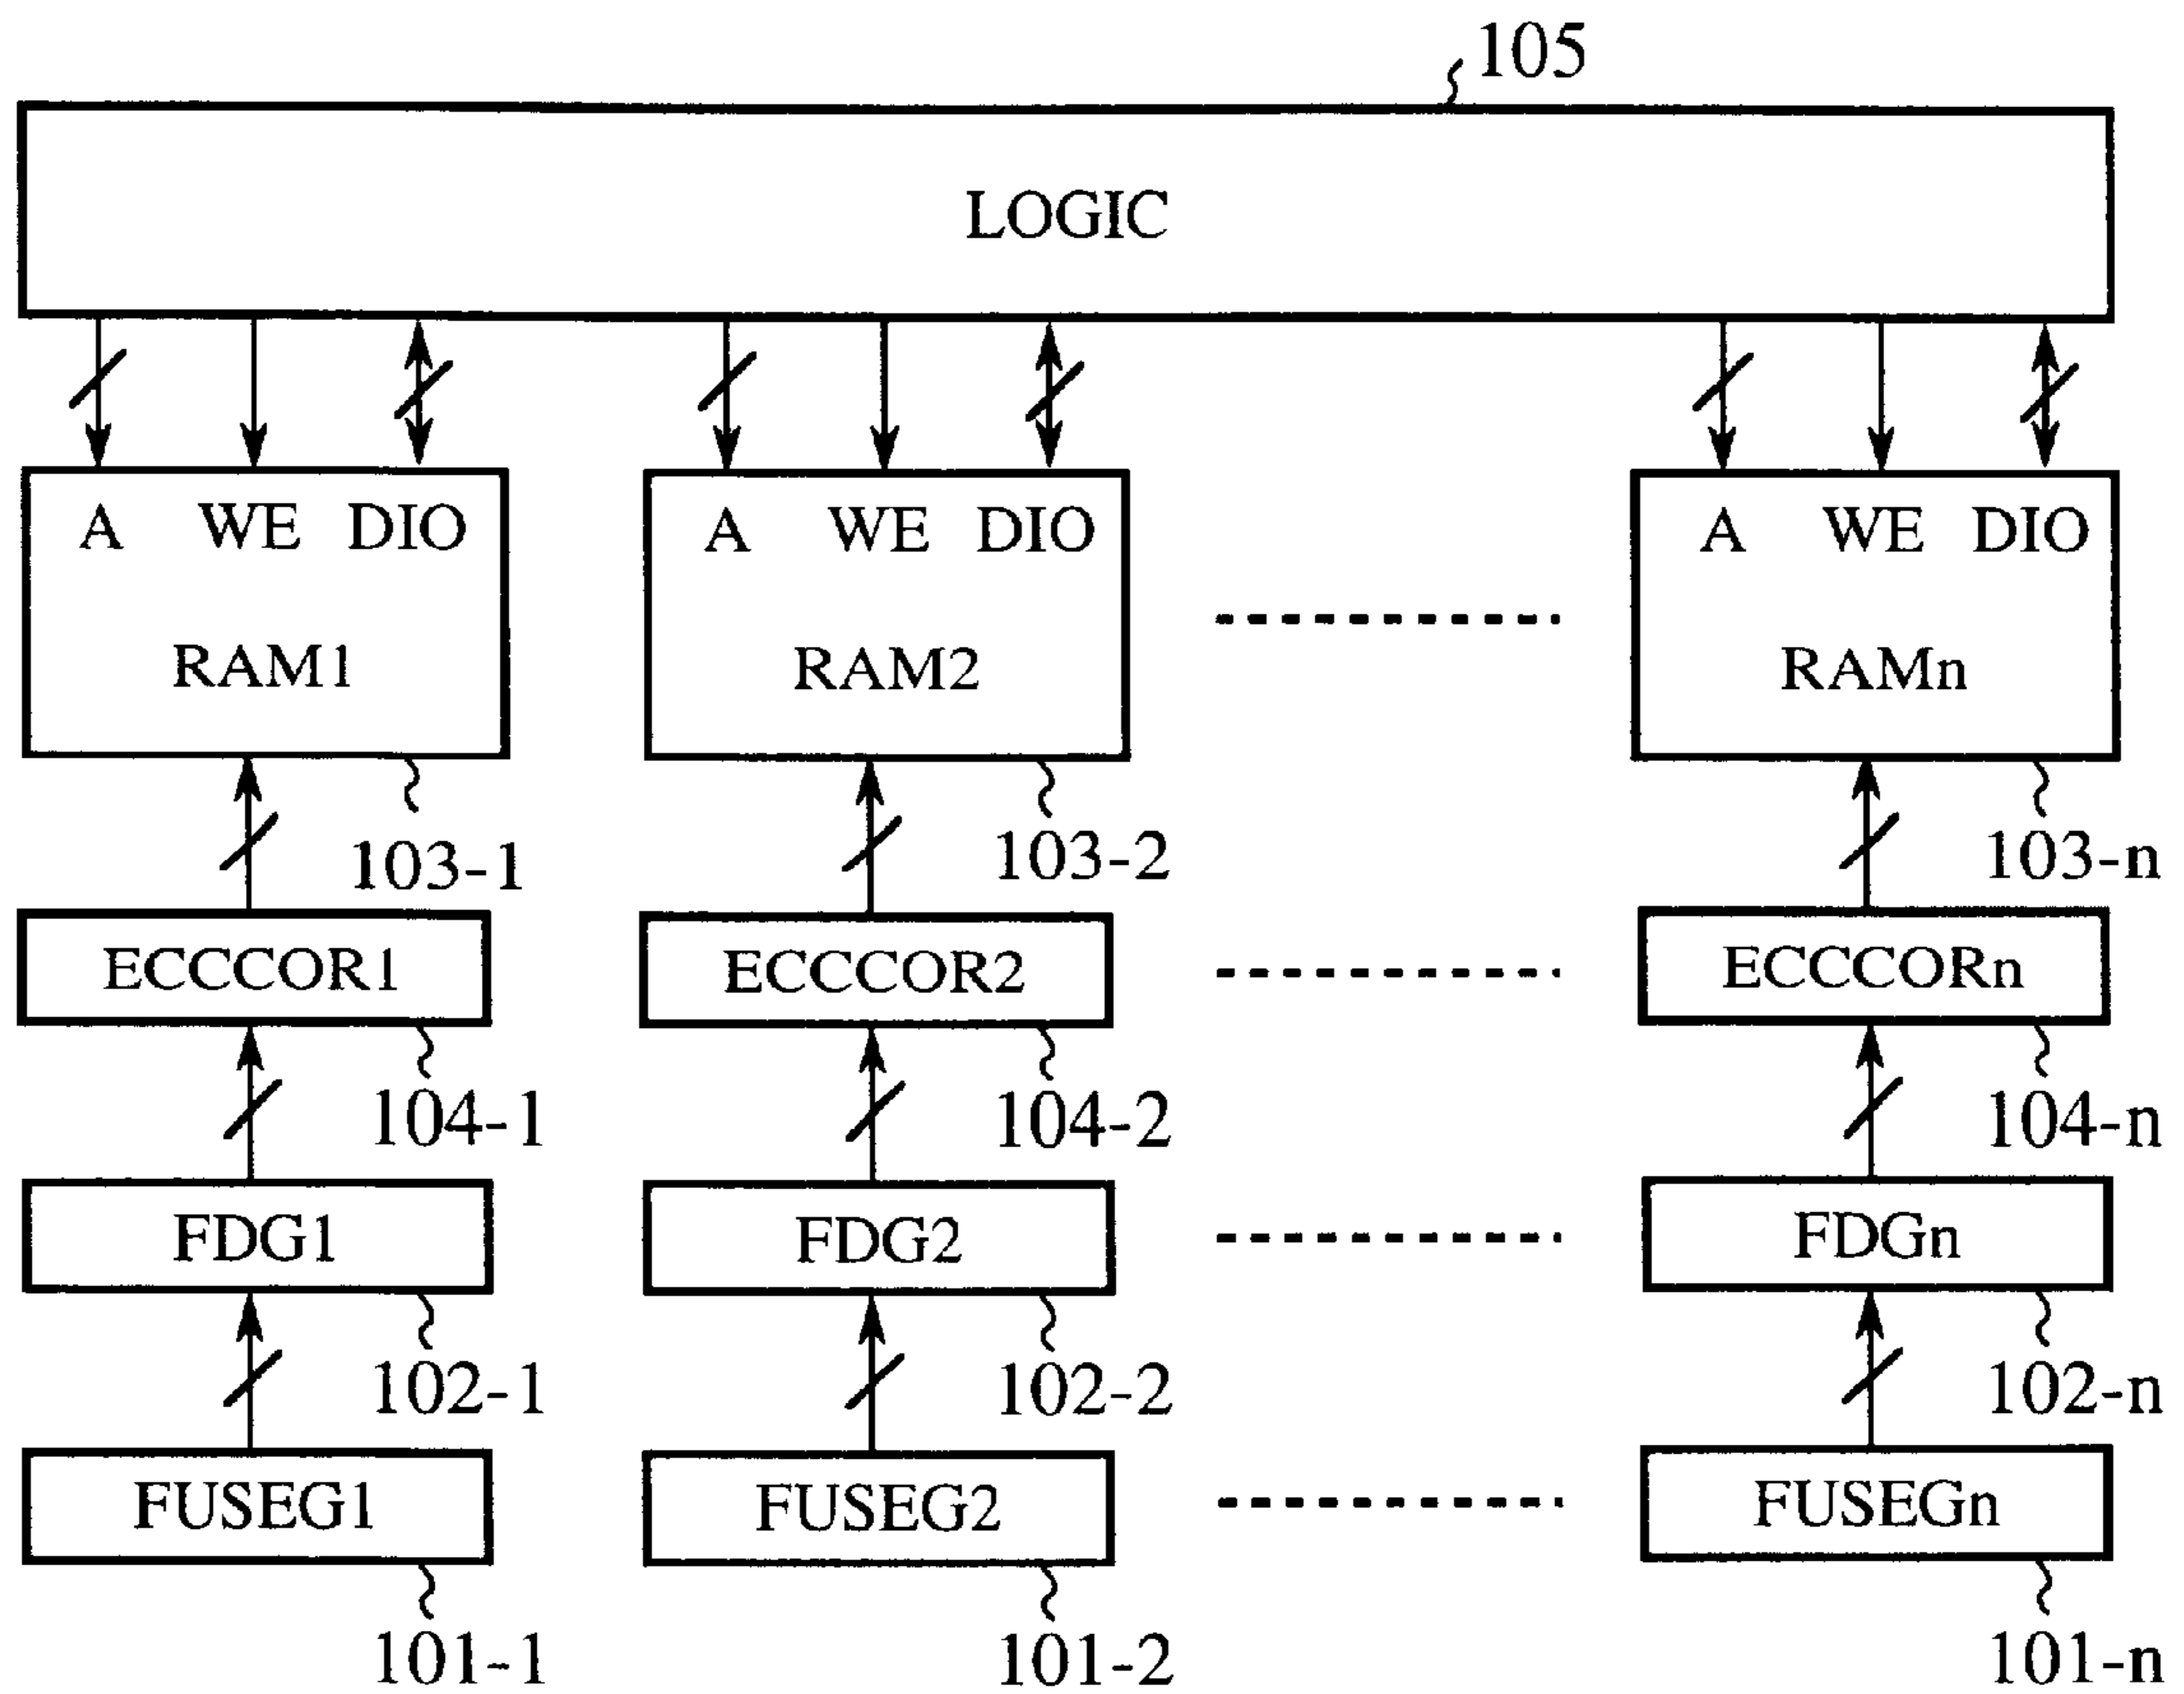 105
LOGIC
A WE DIO A WE DIO A WE DIO
RAM1 RAM2 RAMn
103-1 103-2 103-n
ECCCOR1 ECCCOR2 ECCCORn
104-1 104-2 104-n
FDG1 FDG2 FDGn
102-1 102-2 102-n
FUSEG1 FUSEG2 FUSEGn
101-1 101-2 101-n